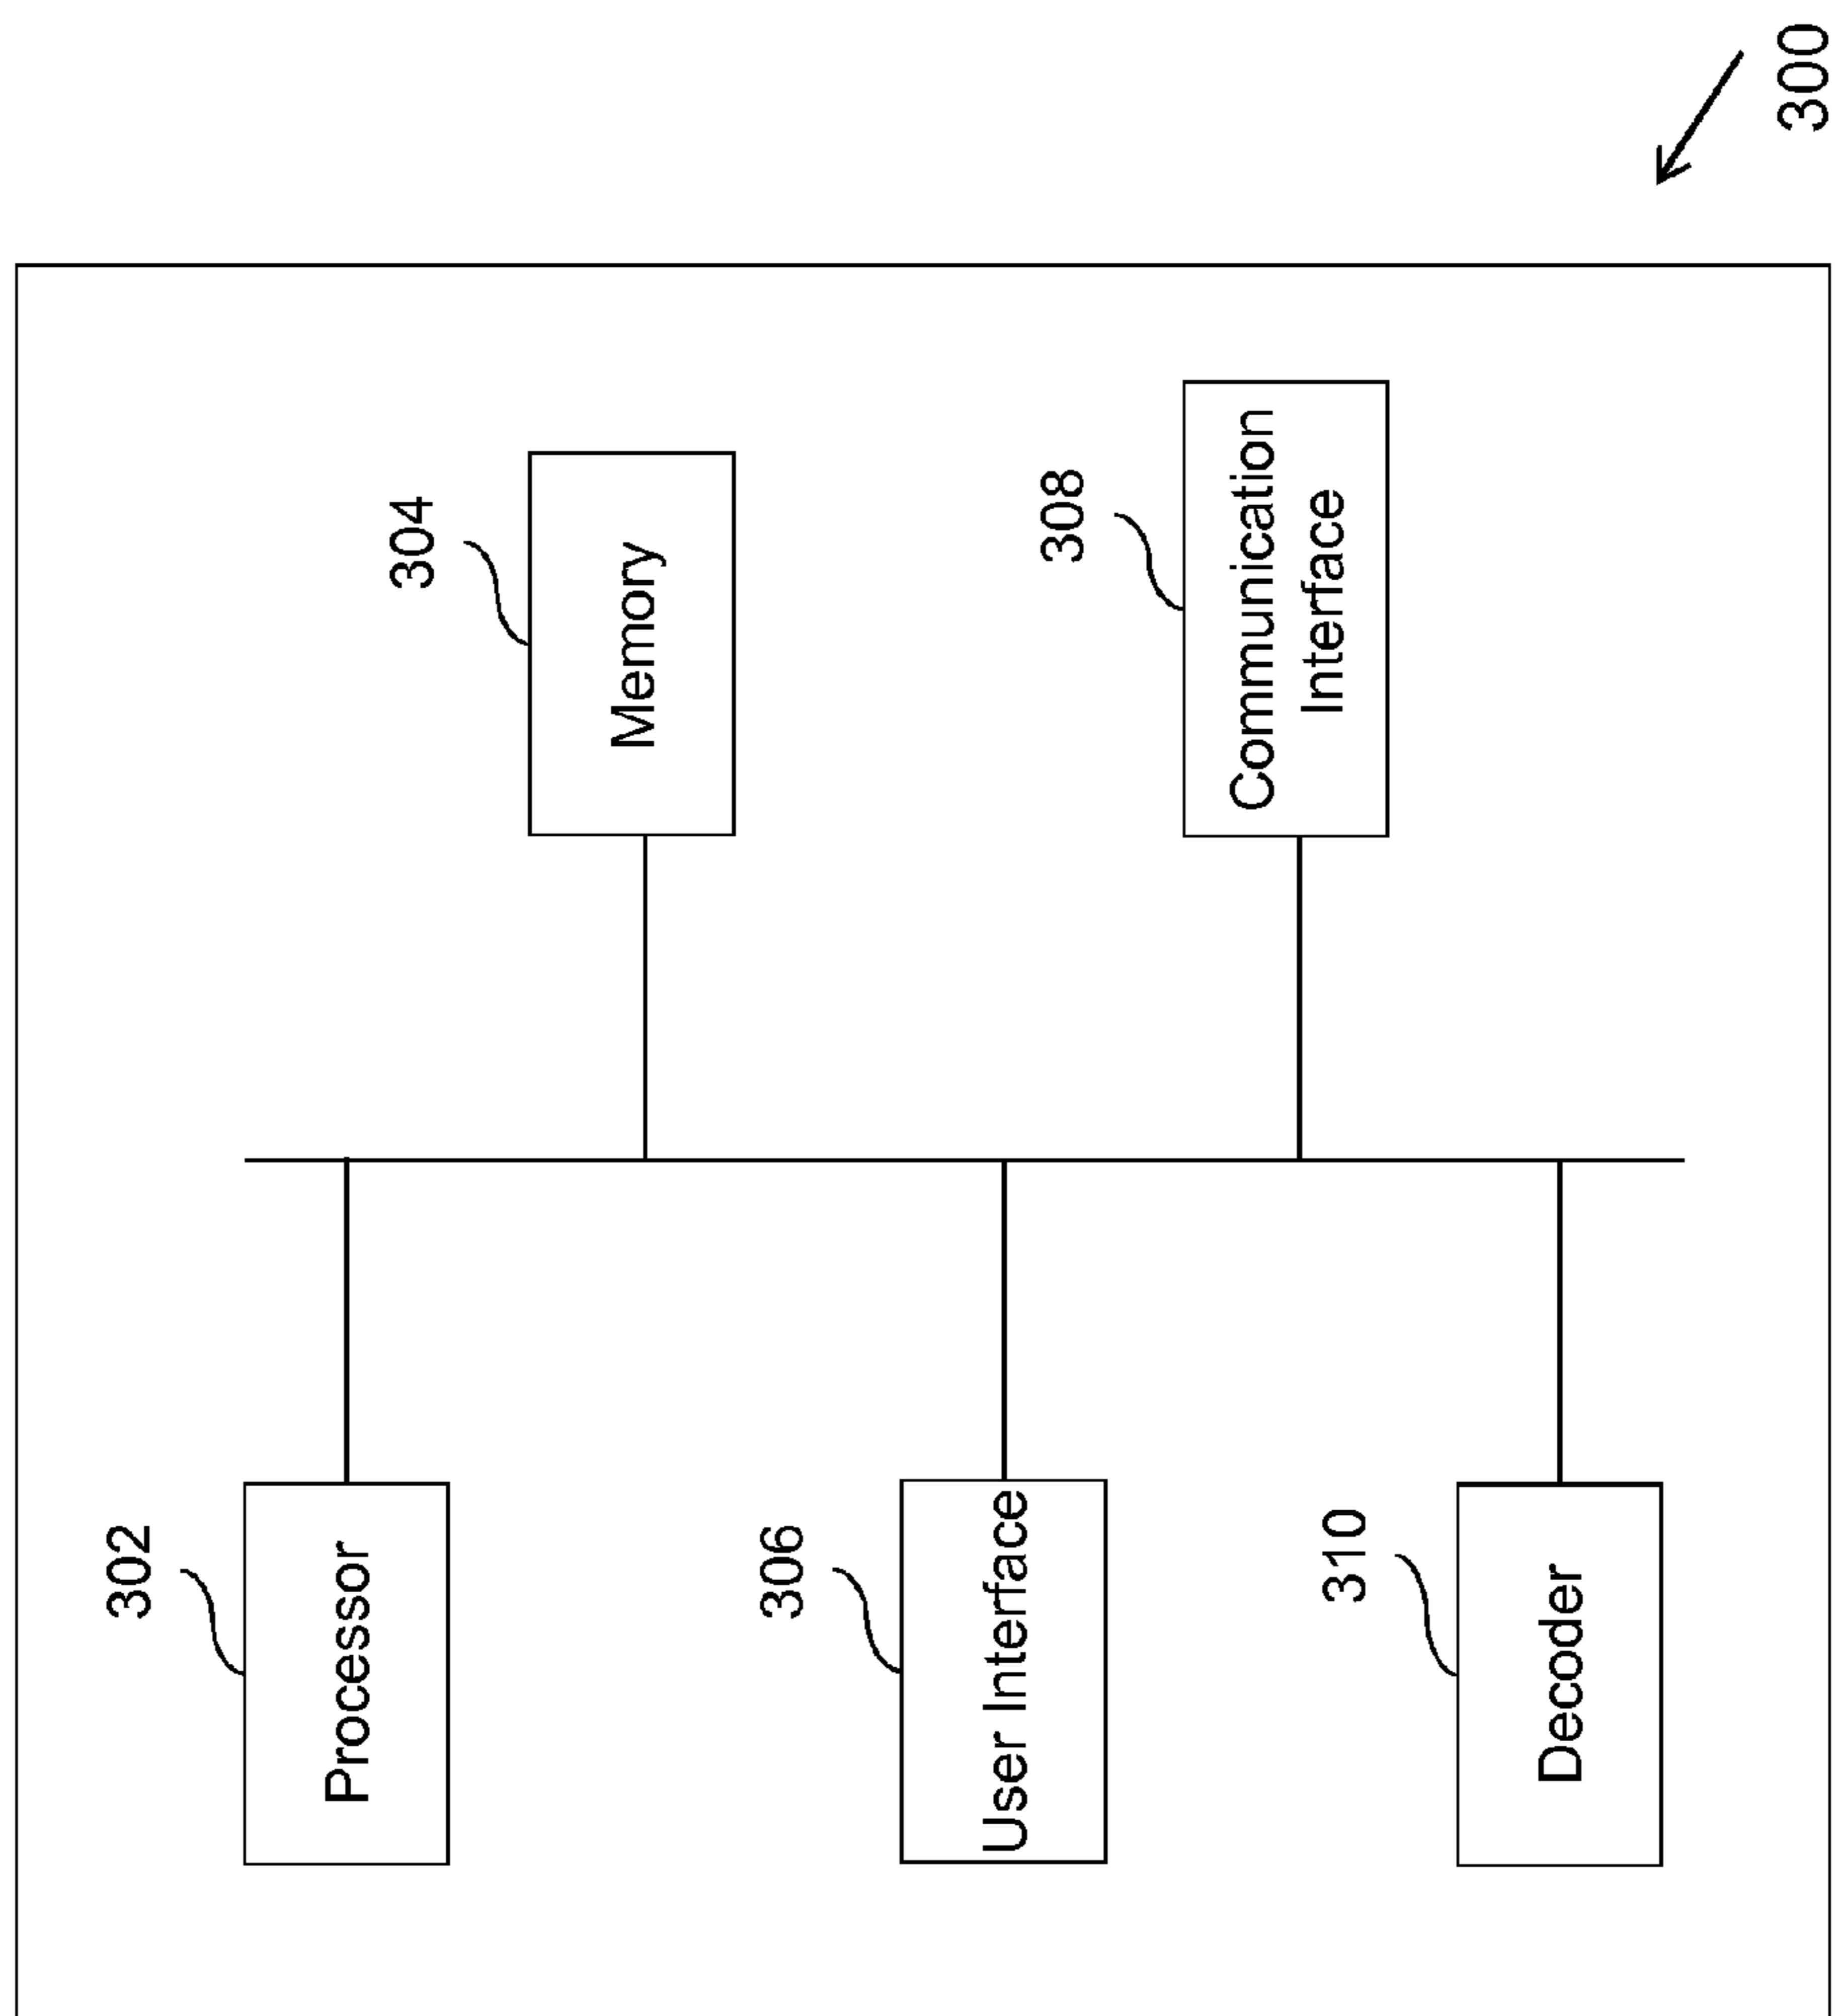 300
302
Processor
304
Memory
306
User Interface
308
Communication
Interface
310
Decoder